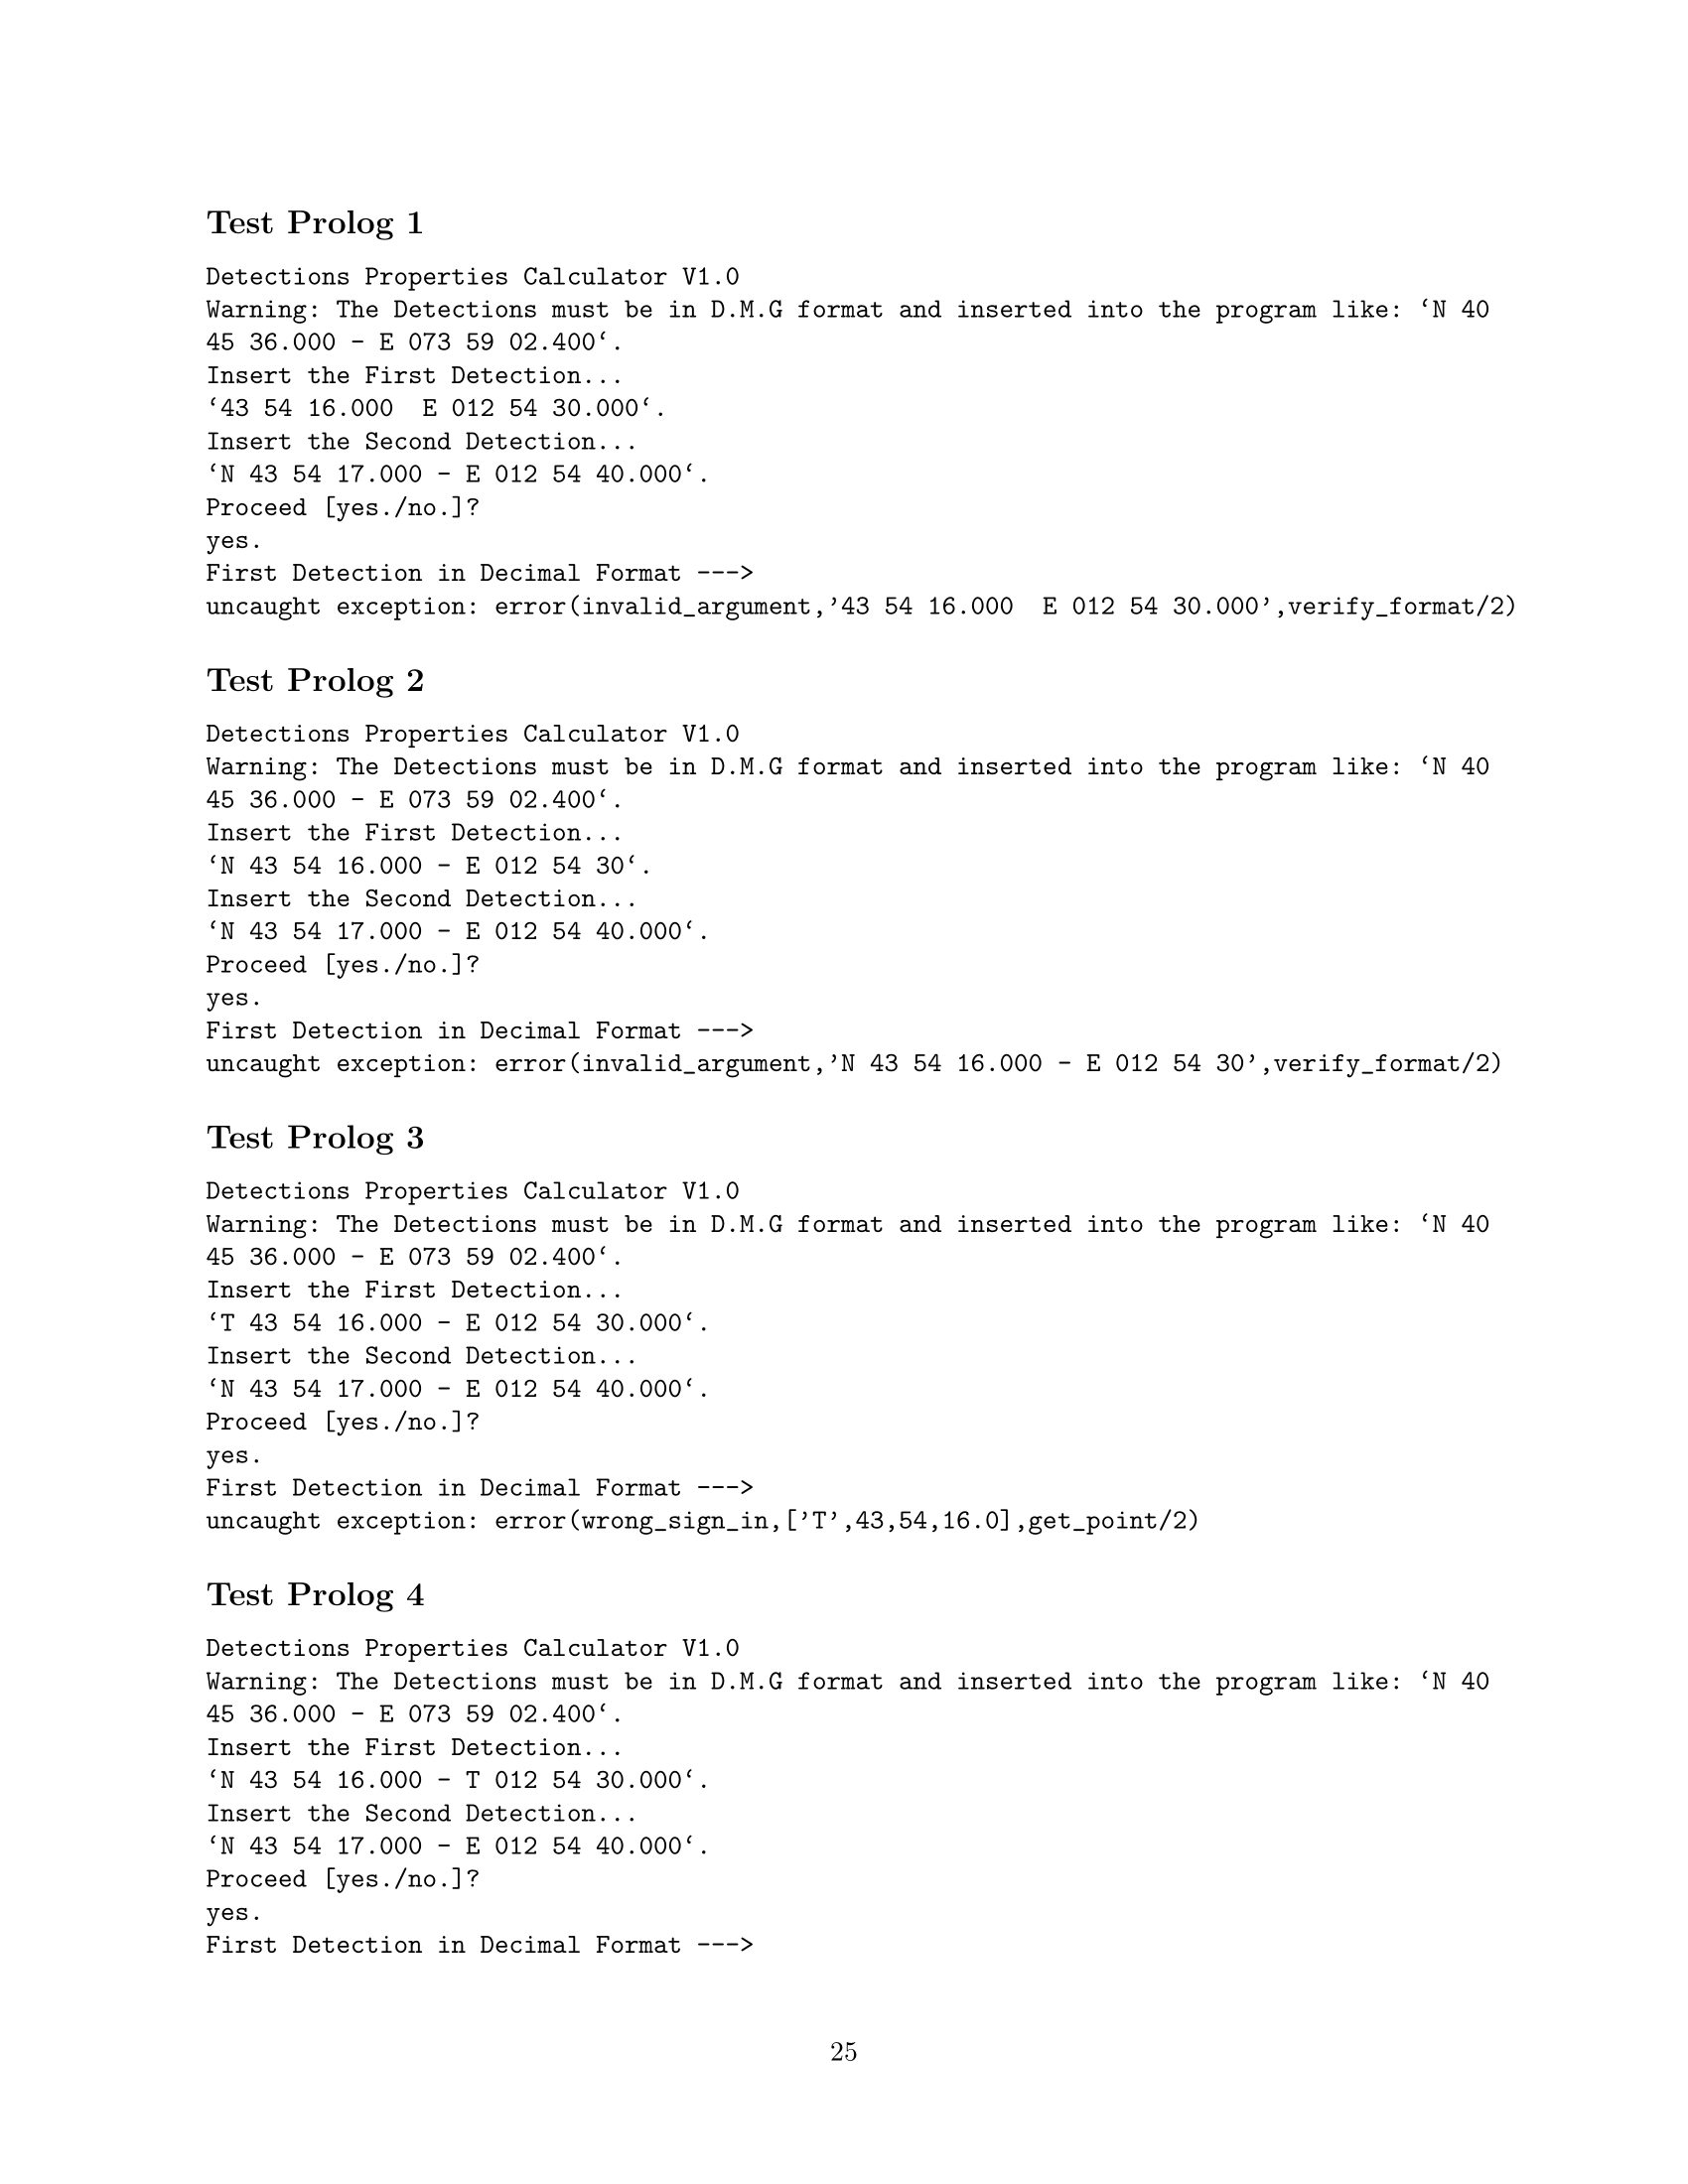 Test Prolog 1
Detections Properties Calculator V1.0
Warning: The Detections must be in D.M.G format and inserted into the program like: ‘N 40
45 36.000 - E 073 59 02.400‘.
Insert the First Detection...
‘43 54 16.000  E 012 54 30.000‘.
Insert the Second Detection...
‘N 43 54 17.000 - E 012 54 40.000‘.
Proceed [yes./no.]?
yes.
First Detection in Decimal Format --->
uncaught exception: error(invalid_argument,’43 54 16.000  E 012 54 30.000’,verify_format/2)
Test Prolog 2
Detections Properties Calculator V1.0
Warning: The Detections must be in D.M.G format and inserted into the program like: ‘N 40
45 36.000 - E 073 59 02.400‘.
Insert the First Detection...
‘N 43 54 16.000 - E 012 54 30‘.
Insert the Second Detection...
‘N 43 54 17.000 - E 012 54 40.000‘.
Proceed [yes./no.]?
yes.
First Detection in Decimal Format --->
uncaught exception: error(invalid_argument,’N 43 54 16.000 - E 012 54 30’,verify_format/2)
Test Prolog 3
Detections Properties Calculator V1.0
Warning: The Detections must be in D.M.G format and inserted into the program like: ‘N 40
45 36.000 - E 073 59 02.400‘.
Insert the First Detection...
‘T 43 54 16.000 - E 012 54 30.000‘.
Insert the Second Detection...
‘N 43 54 17.000 - E 012 54 40.000‘.
Proceed [yes./no.]?
yes.
First Detection in Decimal Format --->
uncaught exception: error(wrong_sign_in,[’T’,43,54,16.0],get_point/2)
Test Prolog 4
Detections Properties Calculator V1.0
Warning: The Detections must be in D.M.G format and inserted into the program like: ‘N 40
45 36.000 - E 073 59 02.400‘.
Insert the First Detection...
‘N 43 54 16.000 - T 012 54 30.000‘.
Insert the Second Detection...
‘N 43 54 17.000 - E 012 54 40.000‘.
Proceed [yes./no.]?
yes.
First Detection in Decimal Format --->
25